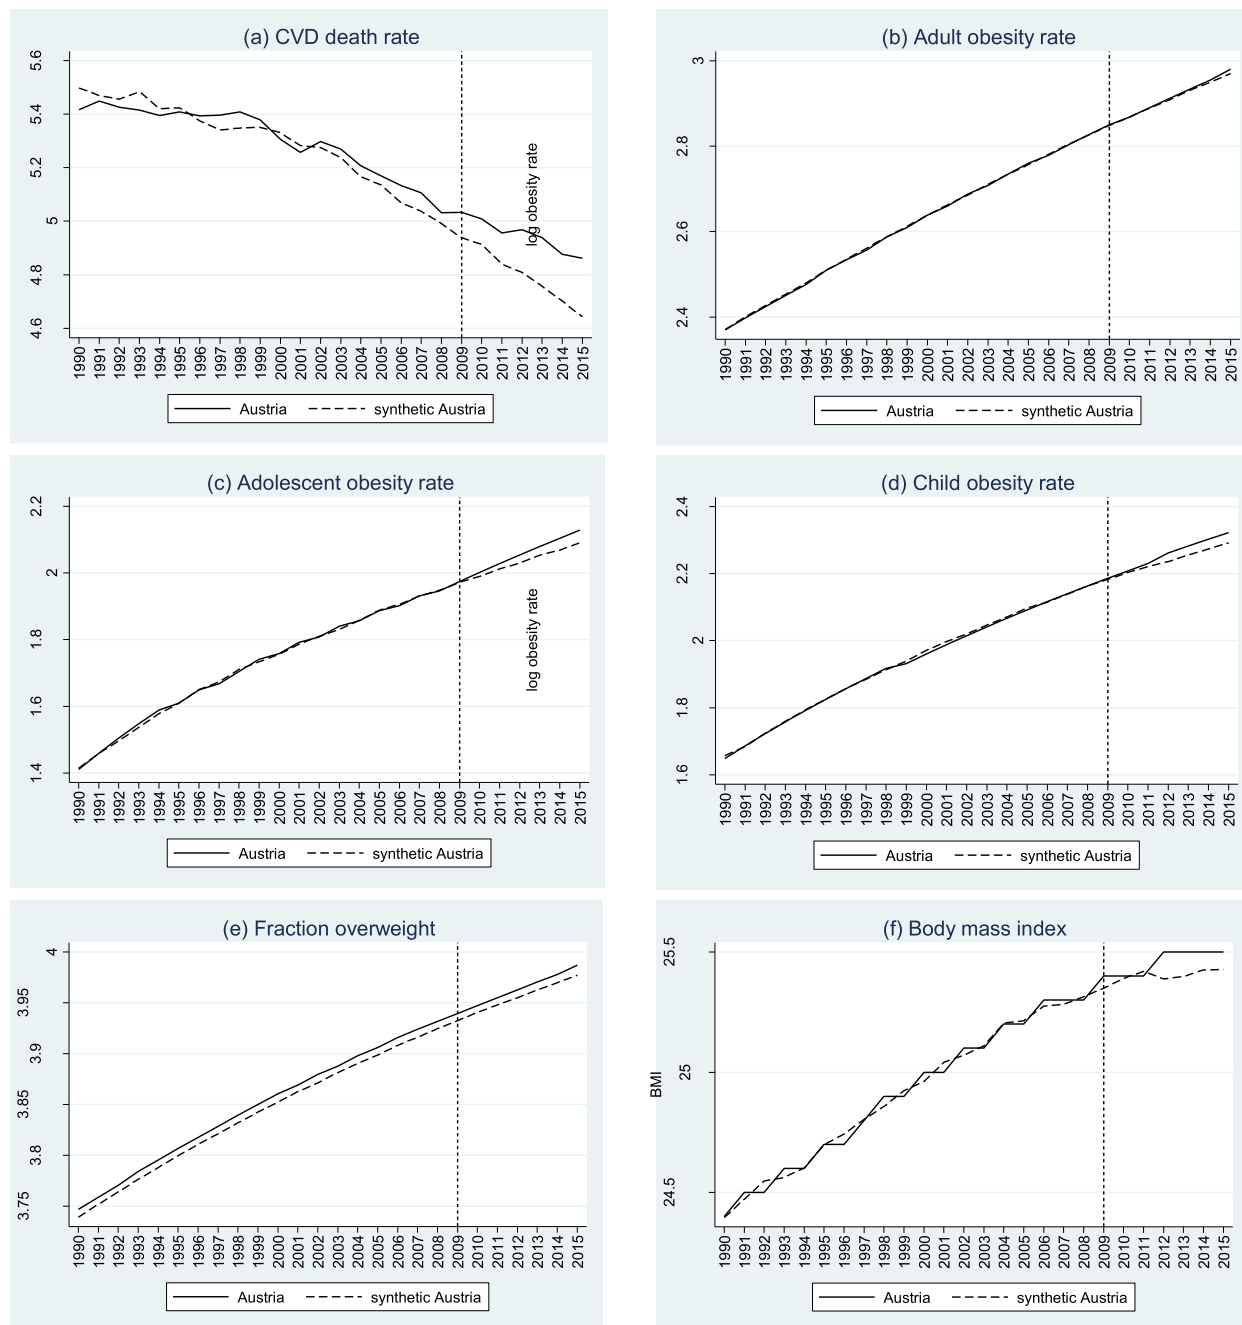 (a) CVD death rate
5.6
5.4
5.2
5
4.8
4.6
log obesity rate
1990 1991 1992 1993 1994 1995 1996 1997 1998 1999 2000 2001 2002 2003 2004 2005 2006 2007 2008 2009 2010 2011 2012 2013 2014 2015
Austria synthetic Austria
(b) Adult obesity rate
3
2.8
2.6
2.4
1990 1991 1992 1993 1994 1995 1996 1997 1998 1999 2000 2001 2002 2003 2004 2005 2006 2007 2008 2009 2010 2011 2012 2013 2014 2015
Austria synthetic Austria
(c) Adolescent obesity rate
2.2
2
1.8
1.6
1.4
log obesity rate
1990 1991 1992 1993 1994 1995 1996 1997 1998 1999 2000 2001 2002 2003 2004 2005 2006 2007 2008 2009 2010 2011 2012 2013 2014 2015
Austria synthetic Austria
(d) Child obesity rate
2.4
2.2
2
1.8
1.6
1990 1991 1992 1993 1994 1995 1996 1997 1998 1999 2000 2001 2002 2003 2004 2005 2006 2007 2008 2009 2010 2011 2012 2013 2014 2015
Austria synthetic Austria
(e) Fraction overweight
4
3.95
3.9
3.85
3.8
3.75
1990 1991 1992 1993 1994 1995 1996 1997 1998 1999 2000 2001 2002 2003 2004 2005 2006 2007 2008 2009 2010 2011 2012 2013 2014 2015
Austria synthetic Austria
(f) Body mass index
BMI
25.5
25
24.5
1990 1991 1992 1993 1994 1995 1996 1997 1998 1999 2000 2001 2002 2003 2004 2005 2006 2007 2008 2009 2010 2011 2012 2013 2014 2015
Austria synthetic Austria